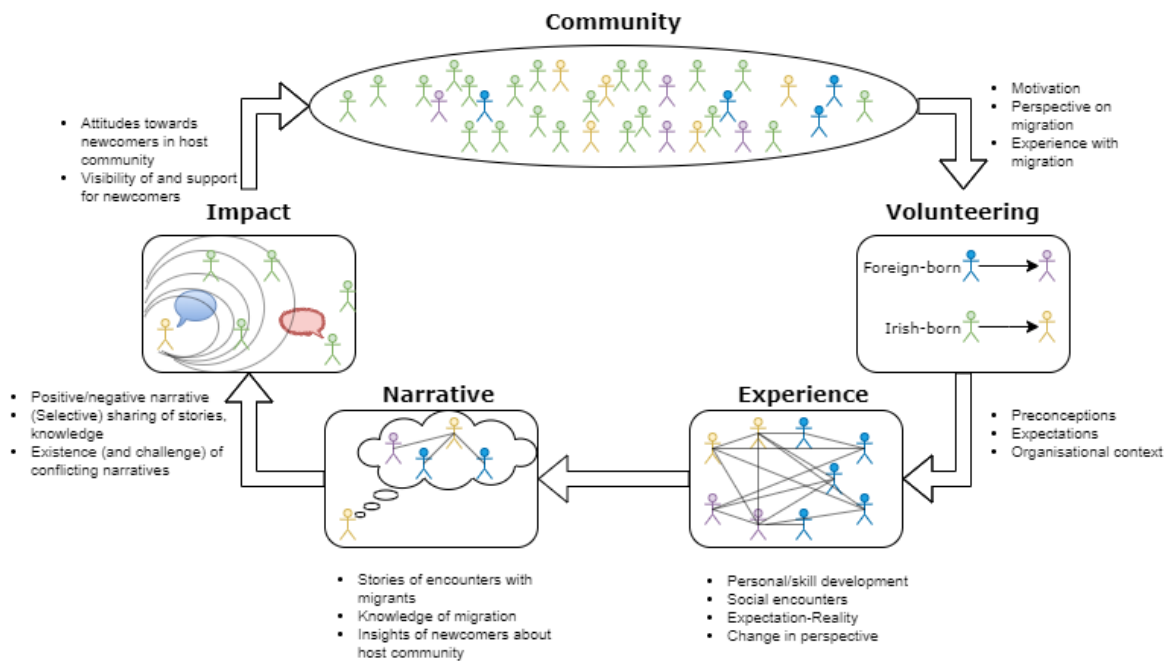 Community
• Motivation
• Perspective on
migration
• Experience with
migration
• Attitudes towards
newcomers in host
community
• Visibility of and support
for newcomers
Impact
Volunteering
Foreign-born
Irish-born
• Positive/negative narrative
• (Selective) sharing of stories,
knowledge
• Existence (and challenge) of
conflicting narratives
Narrative
Experience
• Preconceptions
• Expectations
• Organisational context
• Stories of encounters with
migrants
• Knowledge of migration
• Insights of newcomers about
host community
• Personal/skill development
• Social encounters
• Expectation-Reality
• Change in perspective